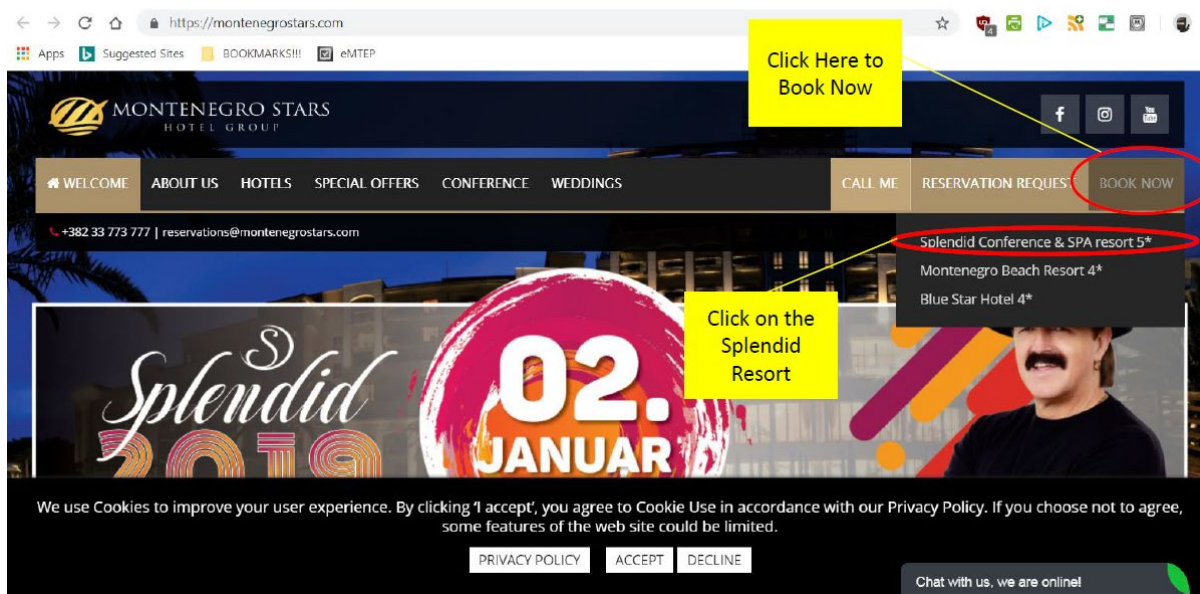 https://montenegrostars.com
4
Apps
Suggested Sites
BOOKMARKS!!!
eMTEP
Click Here to
Book Now
MONTENEGRO STARS
HOTEL GROUP
f
You
Tube
WELCOME
ABOUT US
HOTELS
SPECIAL OFFERS
CONFERENCE
WEDDINGS
CALL ME
RESERVATION REQUEST
BOOK NOW
+382 33 773 777 | reservations@montenegrostars.com
Splendid Conference & SPA resort 5*
Montenegro Beach Resort 4*
Blue Star Hotel 4*
Click on the
Splendid
Resort
S
Splendid
2019
02.
JANUAR
We use Cookies to improve your user experience. By clicking 'I accept', you agree to Cookie Use in accordance with our Privacy Policy. If you choose not to agree,
some features of the web site could be limited.
PRIVACY POLICY
ACCEPT
DECLINE
Chat with us, we are online!